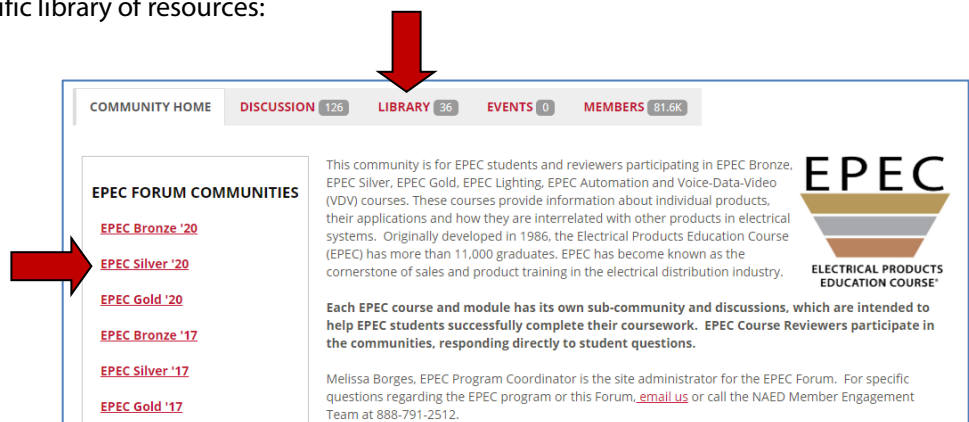 ific library of resources:
COMMUNITY HOME DISCUSSION 126 LIBRARY 36 EVENTS 0 MEMBERS 81.6K
EPEC FORUM COMMUNITIES
EPEC Bronze '20
EPEC Silver '20
EPEC Gold '20
EPEC Bronze '17
EPEC Silver '17
EPEC Gold '17
This community is for EPEC students and reviewers participating in EPEC Bronze,
EPEC Silver, EPEC Gold, EPEC Lighting, EPEC Automation and Voice-Data-Video
(VDV) courses. These courses provide information about individual products,
their applications and how they are interrelated with other products in electrical
systems. Originally developed in 1986, the Electrical Products Education Course
(EPEC) has more than 11,000 graduates. EPEC has become known as the
cornerstone of sales and product training in the electrical distribution industry.
EPEC
ELECTRICAL PRODUCTS
EDUCATION COURSE®
Each EPEC course and module has its own sub-community and discussions, which are intended to
help EPEC students successfully complete their coursework. EPEC Course Reviewers participate in
the communities, responding directly to student questions.
Melissa Borges, EPEC Program Coordinator is the site administrator for the EPEC Forum. For specific
questions regarding the EPEC program or this Forum, email us or call the NAED Member Engagement
Team at 888-791-2512.